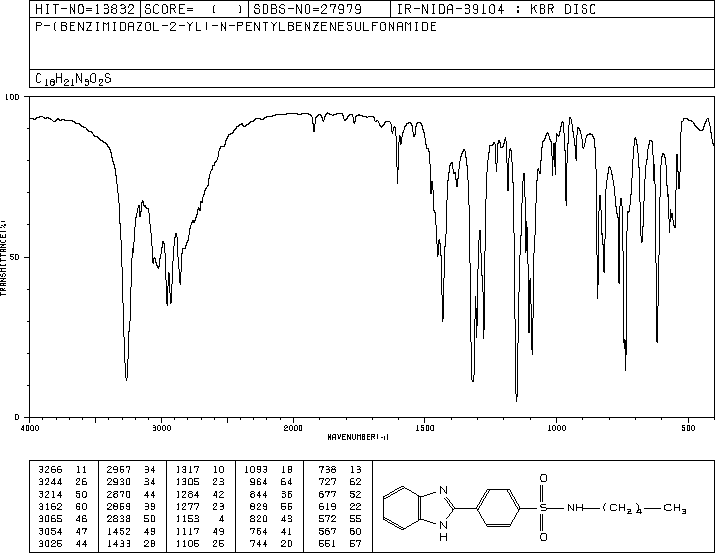 HIT-NO=13832 SCORE= ( ) SDBS-NO=27979 IR-NIDA-39104 : KBR DISC
P-(BENZIMIDAZOL-2-YL)-N-PENTYLBENZENESULFONAMIDE
C18H21N3O2S
100
50
0
TRANSMITTANCE(%)
4000 3000 2000 1500 1000 500
WAVENUMBER(-1)
3266 11 2957 34 1317 10 1093 18 738 13
3244 26 2930 34 1305 23 964 64 727 62
3214 50 2870 44 1284 42 844 36 677 52
3162 60 2859 39 1277 23 829 55 619 22
3065 46 2838 50 1153 4 820 43 572 55
3054 47 1452 49 1117 49 764 41 567 60
3025 44 1433 28 1106 25 744 20 551 57
N
N
H
O
S
O
NH
(CH2)4
CH3